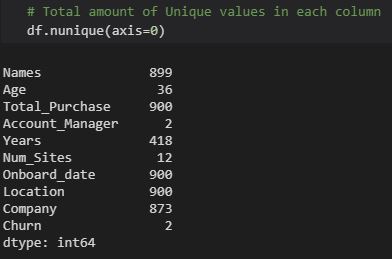 # Total amount of Unique values in each column
df.nunique(axis=0)
Names 899
Age 36
Total_Purchase 900
Account_Manager 2
Years 418
Num_Sites 12
Onboard_date 900
Location 900
Company 873
Churn 2
dtype: int64